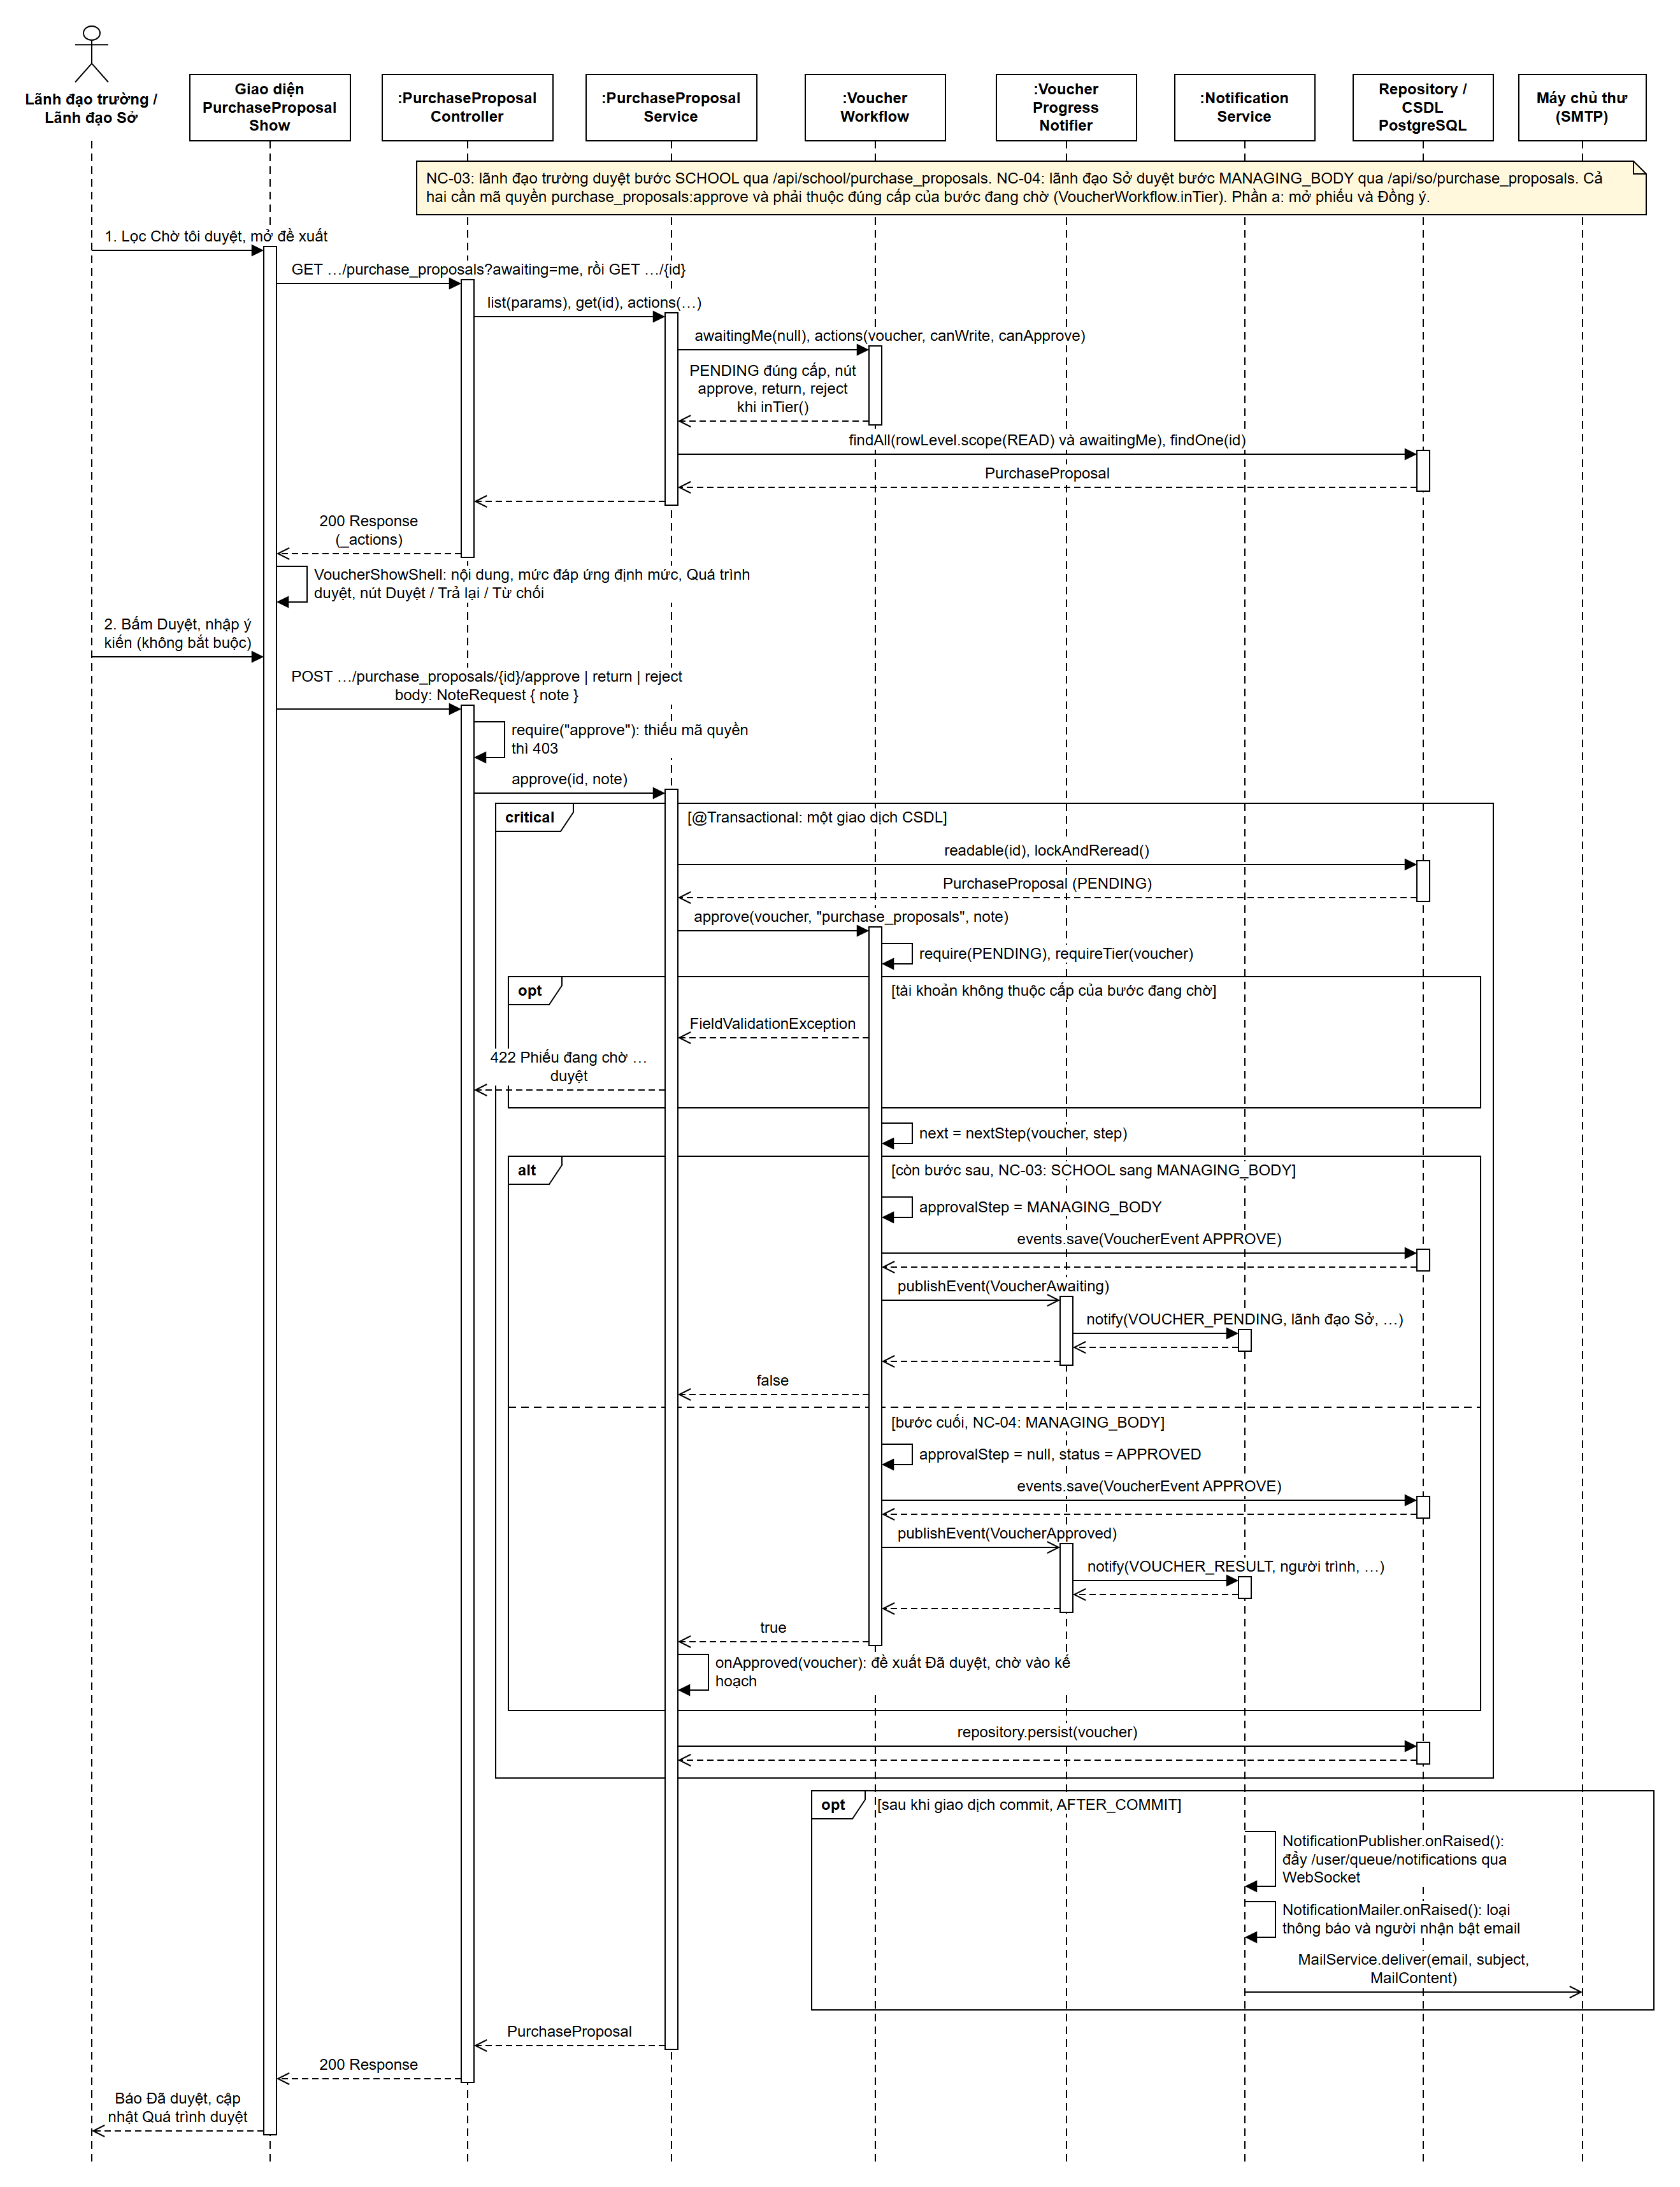 Lãnh đạo trường /
Lãnh đạo Sở
Giao diện
PurchaseProposal
Show
:PurchaseProposal
Controller
:PurchaseProposal
Service
:Voucher
Workflow
:Voucher
Progress
Notifier
:Notification
Service
Repository /
CSDL
PostgreSQL
Máy chủ thư
(SMTP)
NC-03: lãnh đạo trường duyệt bước SCHOOL qua /api/school/purchase_proposals. NC-04: lãnh đạo Sở duyệt bước MANAGING_BODY qua /api/so/purchase_proposals. Cả
hai cần mã quyền purchase_proposals:approve và phải thuộc đúng cấp của bước đang chờ (VoucherWorkflow.inTier). Phần a: mở phiếu và Đồng ý.
1. Lọc Chờ tôi duyệt, mở đề xuất
GET …/purchase_proposals?awaiting=me, rồi GET …/{id}
list(params), get(id), actions(…)
awaitingMe(null), actions(voucher, canWrite, canApprove)
PENDING đúng cấp, nút
approve, return, reject
khi inTier()
findAll(rowLevel.scope(READ) và awaitingMe), findOne(id)
PurchaseProposal
200 Response
(_actions)
VoucherShowShell: nội dung, mức đáp ứng định mức, Quá trình
duyệt, nút Duyệt / Trả lại / Từ chối
2. Bấm Duyệt, nhập ý
kiến (không bắt buộc)
POST …/purchase_proposals/{id}/approve | return | reject
body: NoteRequest { note }
require("approve"): thiếu mã quyền
thì 403
approve(id, note)
critical
[@Transactional: một giao dịch CSDL]
readable(id), lockAndReread()
PurchaseProposal (PENDING)
approve(voucher, "purchase_proposals", note)
require(PENDING), requireTier(voucher)
opt
[tài khoản không thuộc cấp của bước đang chờ]
FieldValidationException
422 Phiếu đang chờ …
duyệt
next = nextStep(voucher, step)
alt
[còn bước sau, NC-03: SCHOOL sang MANAGING_BODY]
approvalStep = MANAGING_BODY
events.save(VoucherEvent APPROVE)
publishEvent(VoucherAwaiting)
notify(VOUCHER_PENDING, lãnh đạo Sở, …)
false
[bước cuối, NC-04: MANAGING_BODY]
approvalStep = null, status = APPROVED
events.save(VoucherEvent APPROVE)
publishEvent(VoucherApproved)
notify(VOUCHER_RESULT, người trình, …)
true
onApproved(voucher): đề xuất Đã duyệt, chờ vào kế
hoạch
repository.persist(voucher)
opt
[sau khi giao dịch commit, AFTER_COMMIT]
NotificationPublisher.onRaised():
đẩy /user/queue/notifications qua
WebSocket
NotificationMailer.onRaised(): loại
thông báo và người nhận bật email
MailService.deliver(email, subject,
MailContent)
PurchaseProposal
200 Response
Báo Đã duyệt, cập
nhật Quá trình duyệt